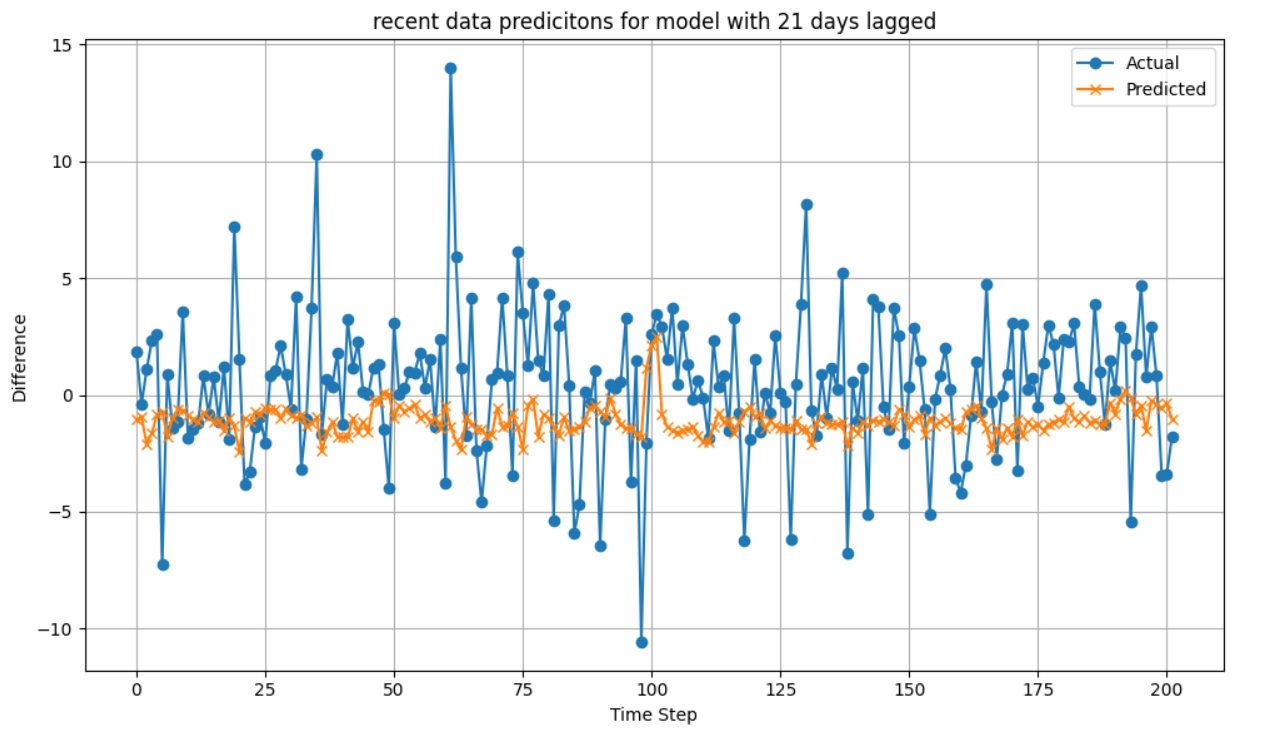 recent data predicitons for model with 21 days lagged
Actual
Predicted
15
10
5
0
−5
−10
Difference
0 25 50 75 100 125 150 175 200
Time Step